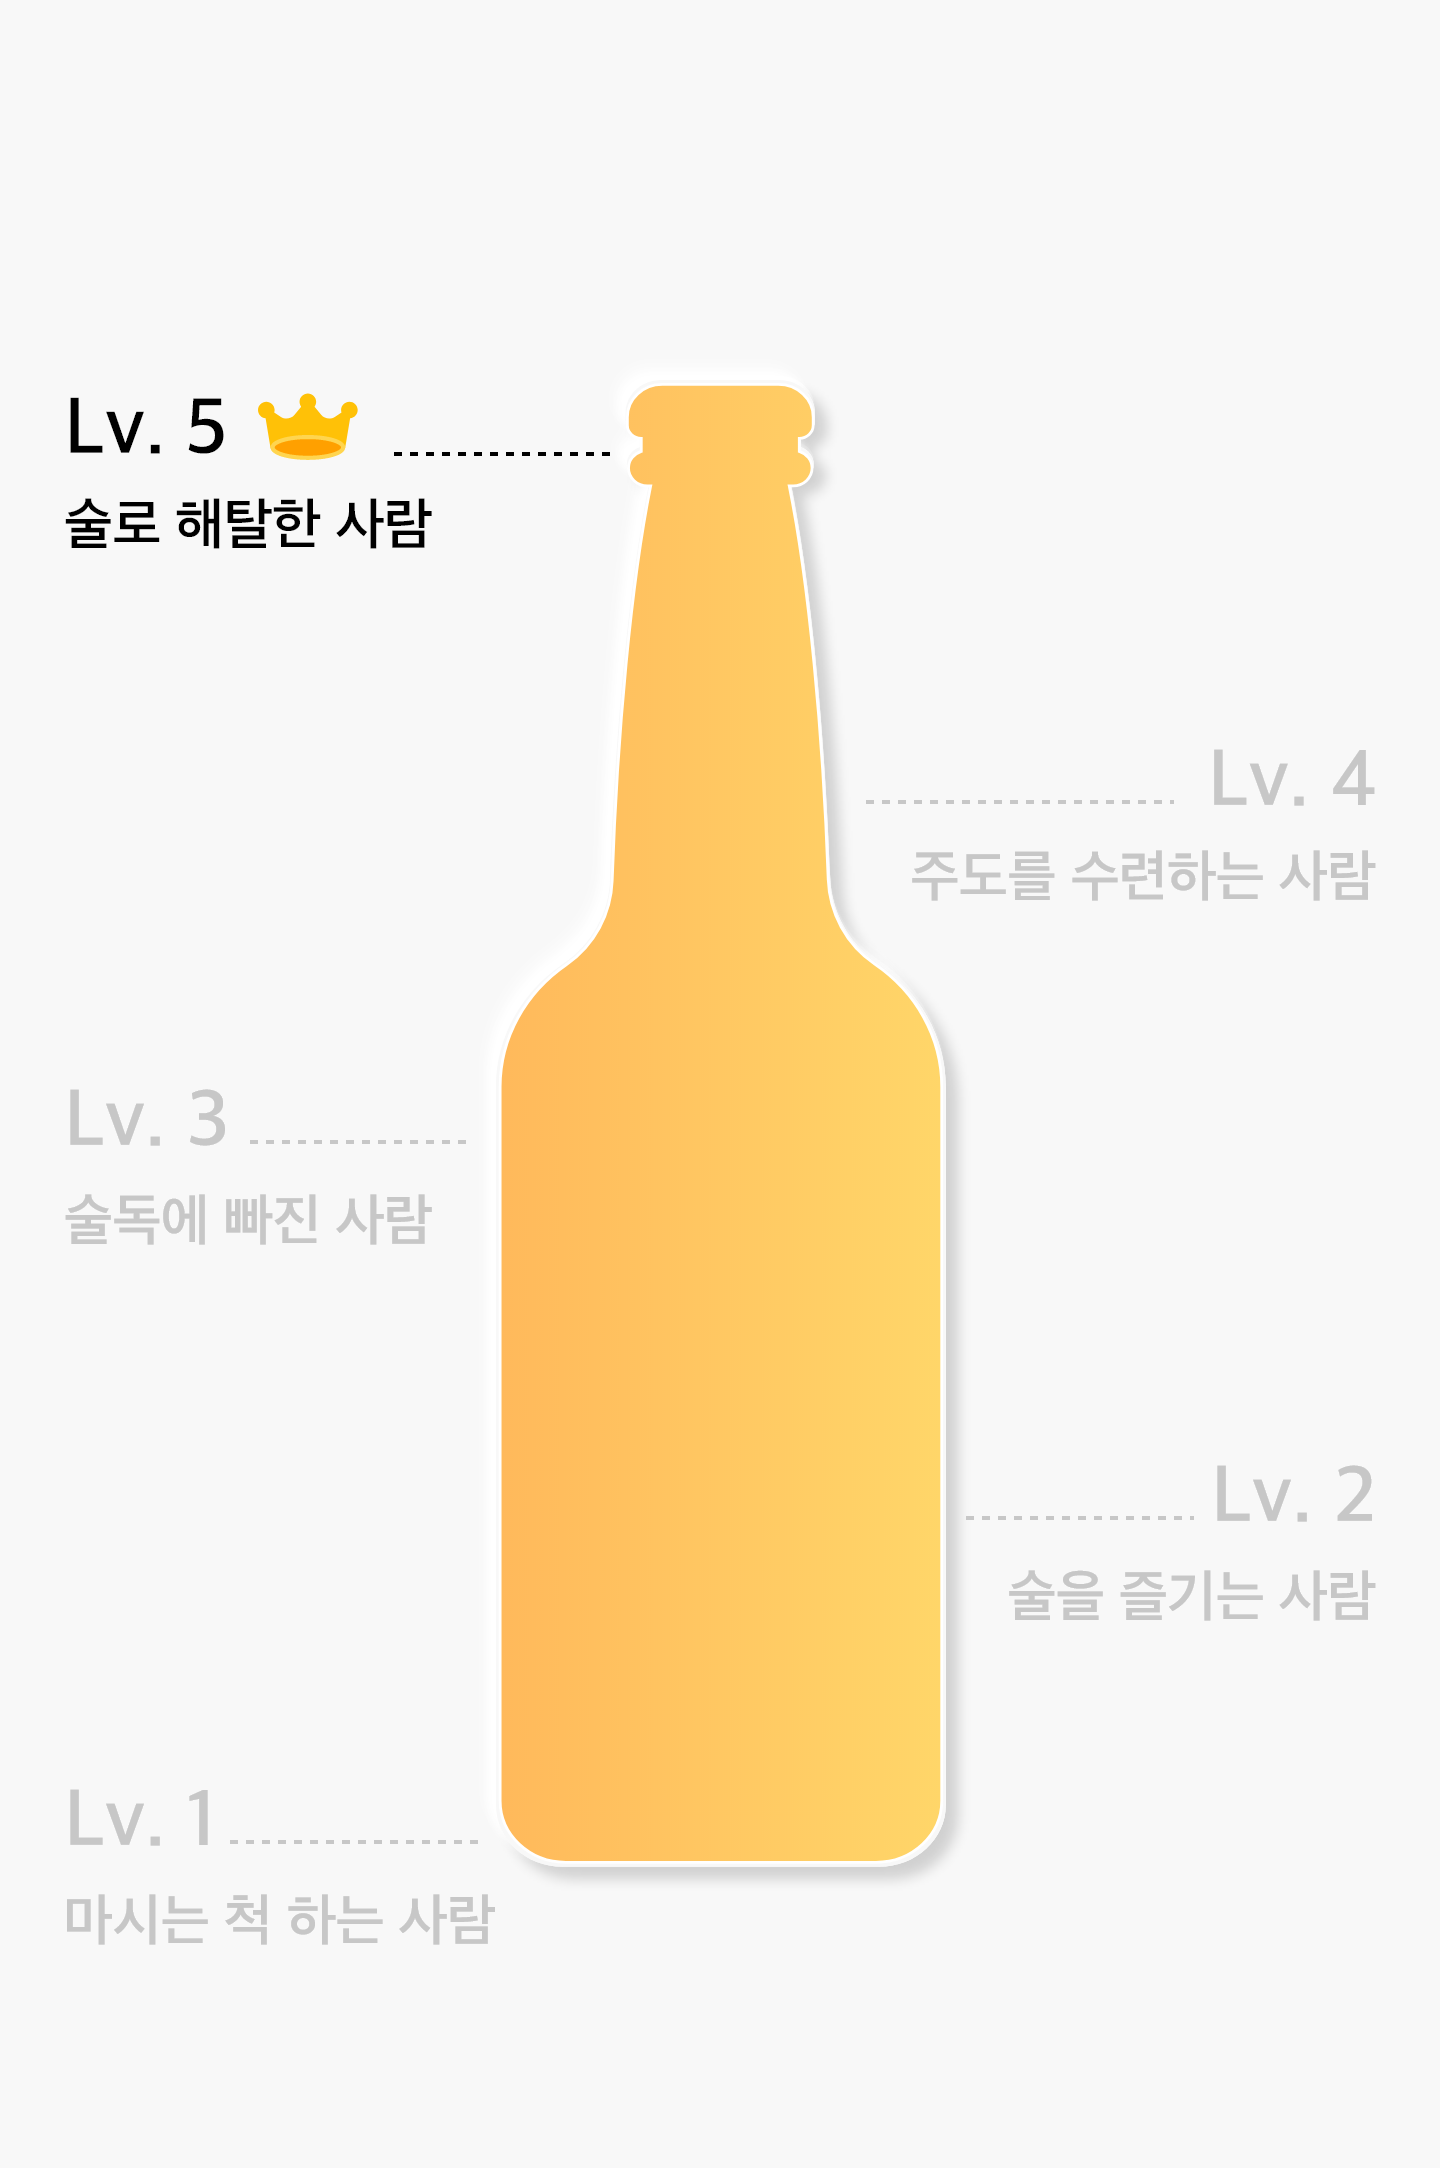 Lv. 5
술로 해탈한 사람
Lv. 4
주도를 수련하는 사람
Lv. 3
술독에 빠진 사람
Lv. 2
술을 즐기는 사람
Lv. 1
마시는 척 하는 사람